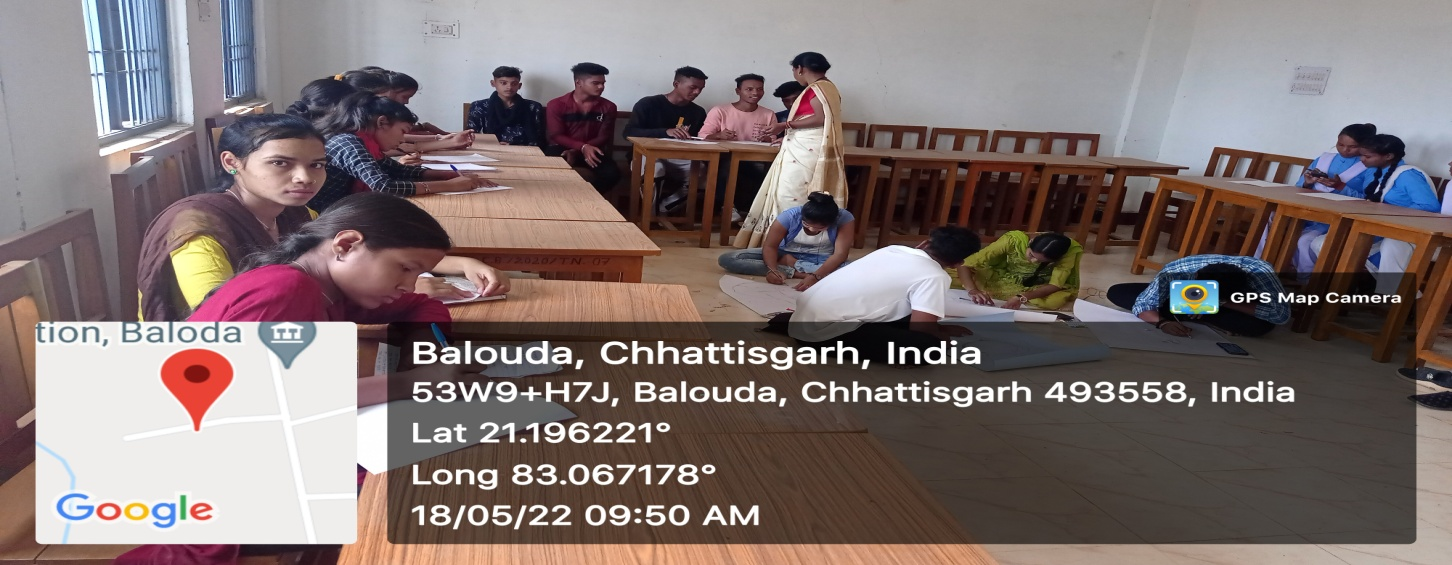 GPS Map Camera
tion, Baloda
Google
Balouda, Chhattisgarh, India
53W9+H7J, Balouda, Chhattisgarh 493558, India
Lat 21.196221°
Long 83.067178°
18/05/22 09:50 AM